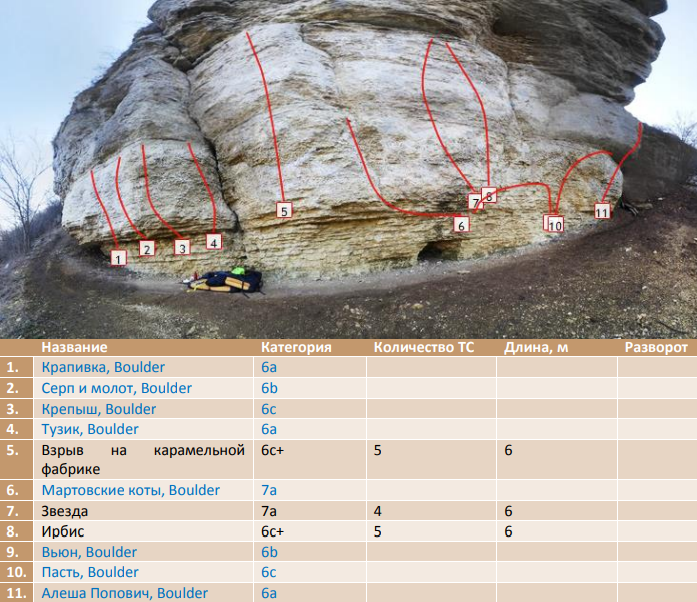 1
2
3
4
5
6
7
8
10
11
Название Категория Количество ТС Длина, м Разворот
1. Крапивка, Boulder 6a
2. Серп и молот, Boulder 6b
3. Крепыш, Boulder 6c
4. Тузик, Boulder 6a
5. Взрыв на карамельной 6c+ 5 6
фабрике
6. Мартовские коты, Boulder 7a
7. Звезда 7a 4 6
8. Ирбис 6c+ 5 6
9. Вьюн, Boulder 6b
10. Пасть, Boulder 6c
11. Алеша Попович, Boulder 6a